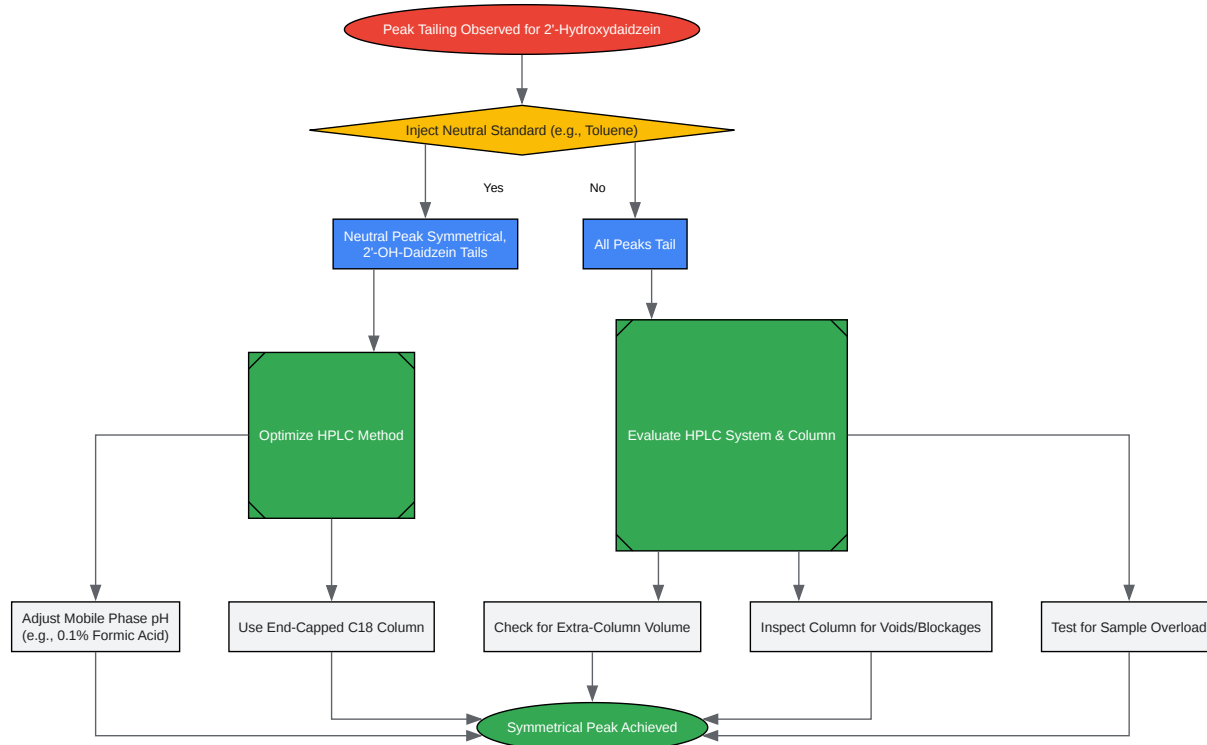 Peak Tailing Observed for 2'-Hydroxydaidzein
Inject Neutral Standard (e.g., Toluene)
Yes
No
Neutral Peak Symmetrical,
2'-OH-Daidzein Tails
All Peaks Tail
Optimize HPLC Method
Evaluate HPLC System & Column
Adjust Mobile Phase pH
(e.g., 0.1% Formic Acid)
Use End-Capped C18 Column
Check for Extra-Column Volume
Inspect Column for Voids/Blockages
Test for Sample Overload
Symmetrical Peak Achieved